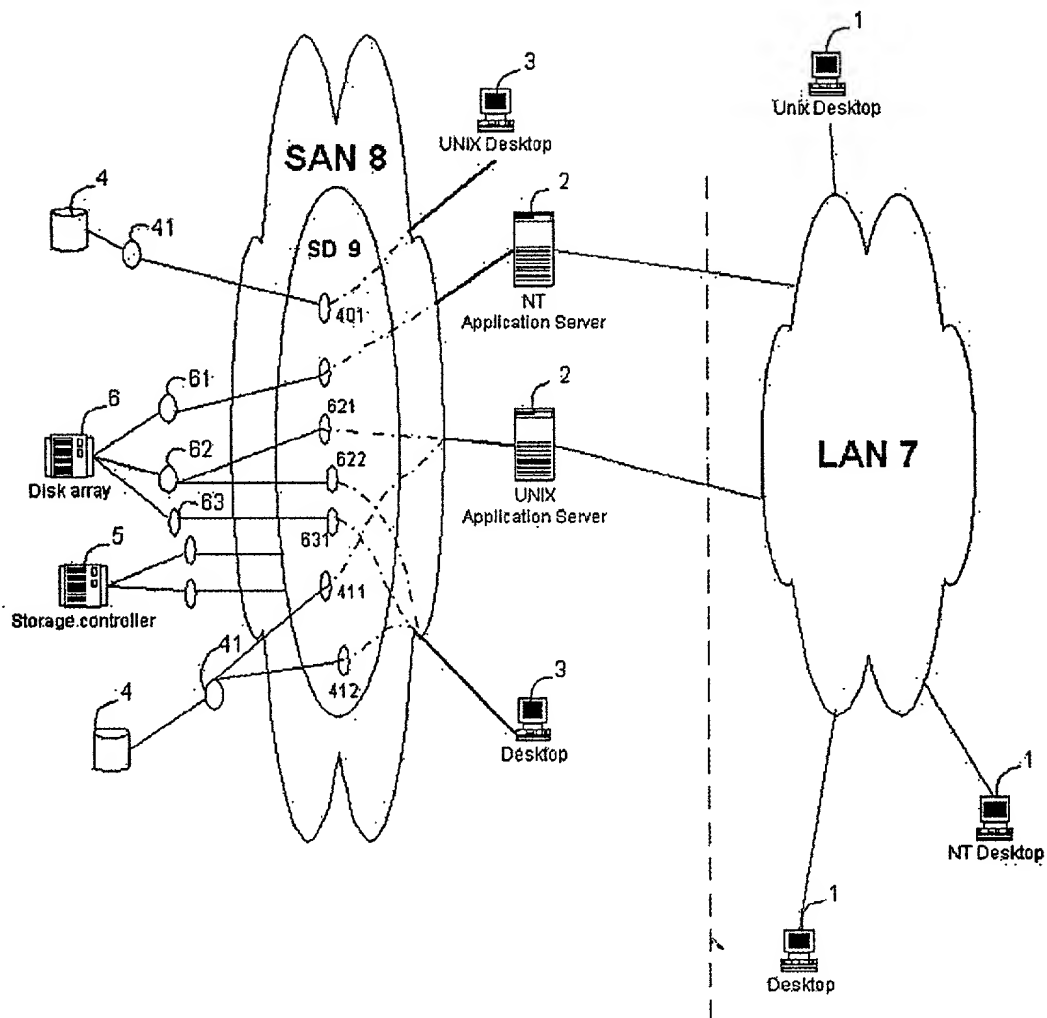 1
Unix Desktop
3
UNIX Desktop
SAN 8
4
41
2
SD 9
401
NT
Application Server
61
6
621
2
62
622
LAN 7
Disk array
63
UNIX
Application Server
631
5
Storage controller
411
41
412
4
3
Desktop
1
NT Desktop
1
Desktop